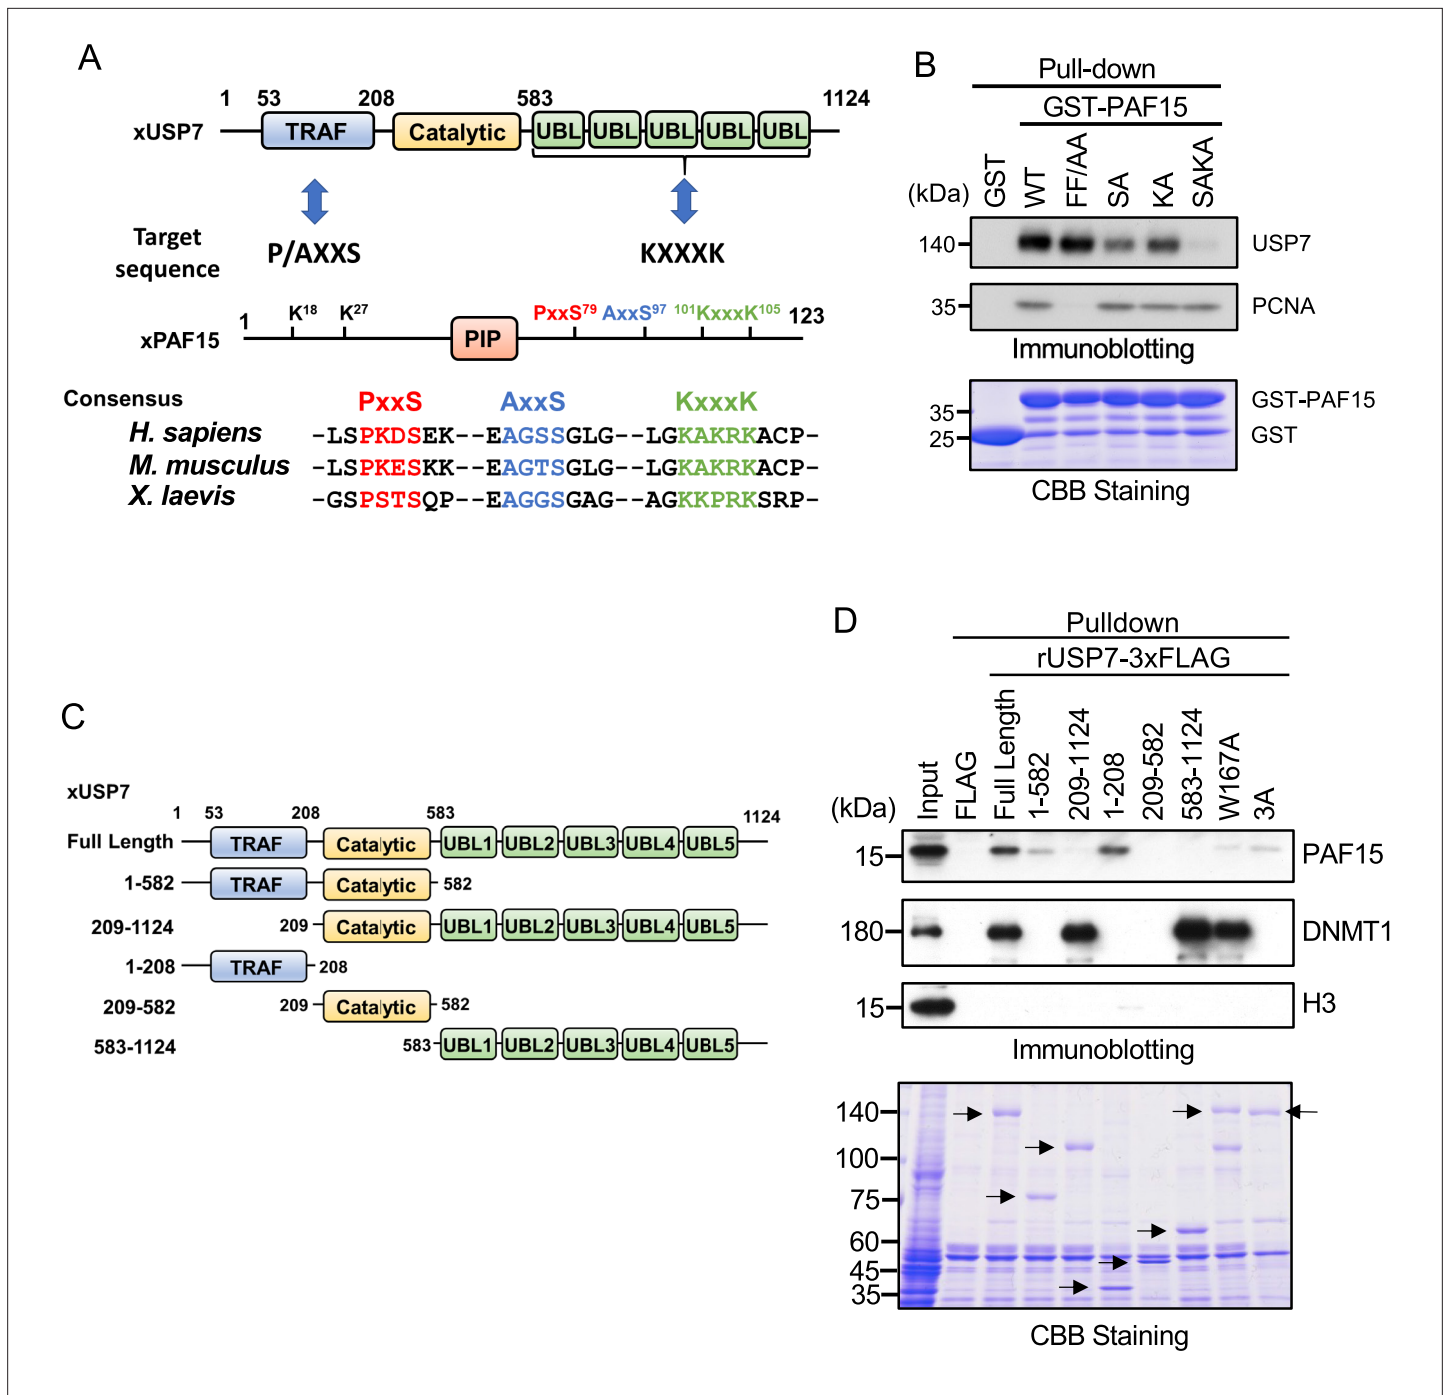 A
1 53 208 583 1124
xUSP7 TRAF Catalytic UBL UBL UBL UBL UBL
Target sequence P/AXXS KXXXK
1 K18 K27 PxxS79 AxxS97 101KxxxK105 123
xPAF15 PIP
Consensus PxxS AxxS KxxxK
H. sapiens -LSPKDSEK--EAGSSGLG--LGKAKRKACP-
M. musculus -LSPKESKK--EAGTSGLG--LGKAKRKACP-
X. laevis -GSPSTSQP--EAGGSGAG--AGKKPRKSRP-
B
Pull-down
GST-PAF15
(kDa) GST WT FF/AA SA KA SAKA
140 USP7
35 PCNA
Immunoblotting
35 GST-PAF15
25 GST
CBB Staining
C
xUSP7
1 53 208 583 1124
Full Length TRAF Catalytic UBL1 UBL2 UBL3 UBL4 UBL5
1-582 TRAF Catalytic 582
209-1124 209 Catalytic UBL1 UBL2 UBL3 UBL4 UBL5
1-208 TRAF 208
209-582 209 Catalytic 582
583-1124 583 UBL1 UBL2 UBL3 UBL4 UBL5
D
Pulldown
rUSP7-3xFLAG
(kDa) Input FLAG Full Length 1-582 209-1124 1-208 209-582 583-1124 W167A 3A
15 PAF15
180 DNMT1
15 H3
Immunoblotting
140
100
75
60
45
35
CBB Staining